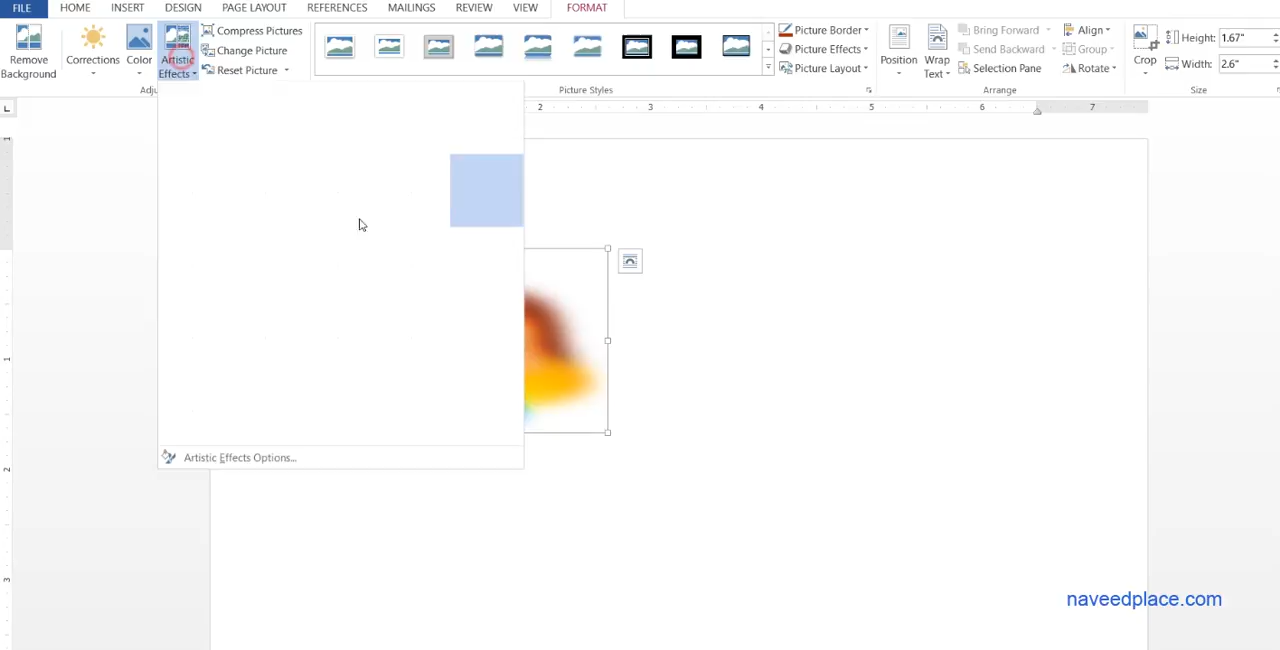 FILE HOME INSERT DESIGN PAGE LAYOUT REFERENCES MAILINGS REVIEW VIEW FORMAT
Remove Background
Corrections
Color
Artistic Effects
Compress Pictures
Change Picture
Reset Picture
Picture Styles
Picture Border
Picture Effects
Picture Layout
Position
Wrap Text
Bring Forward
Send Backward
Selection Pane
Align
Group
Rotate
Arrange
Crop
Height: 1.67"
Width: 2.6"
Size
2 3 4 5 6 7
1
1
2
3
Artistic Effects Options...
naveedplace.com